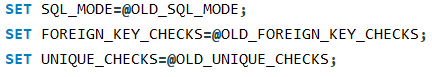 SET SQL_MODE=@OLD_SQL_MODE;
SET FOREIGN_KEY_CHECKS=@OLD_FOREIGN_KEY_CHECKS;
SET UNIQUE_CHECKS=@OLD_UNIQUE_CHECKS;